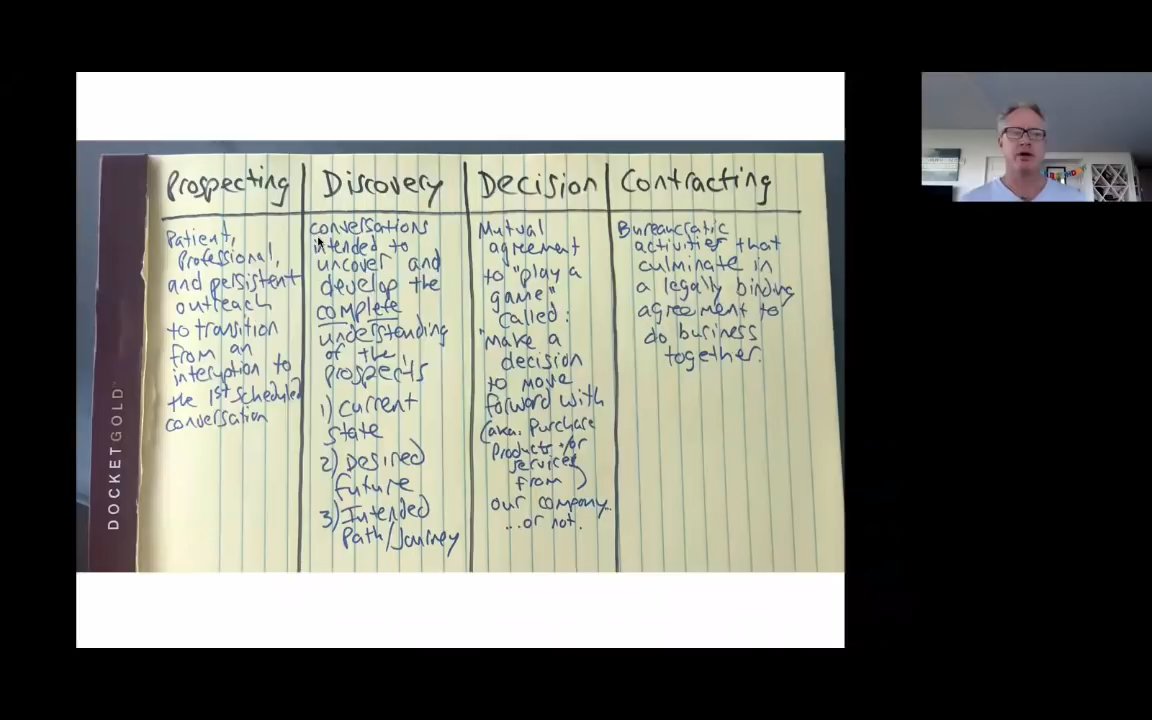 Prospecting
Patient,
professional,
and persistent
outreach
to transition
from an
interruption to
the 1st scheduled
conversation
Discovery
conversations
intended to
uncover and
develop the
complete
understanding
of the
prospect's
1) current
state
2) Desired
future
3) Intended
Path/Journey
Decision
Mutual
agreement
to "play a
game"
called:
"Make a
decision
to move
forward with
(aka. Purchase
Products +/or
services
from)
our company...
...or not.
Contracting
Bureaucratic
activities that
culminate in
a legally binding
agreement to
do business
together.
DOCKETGOLD™